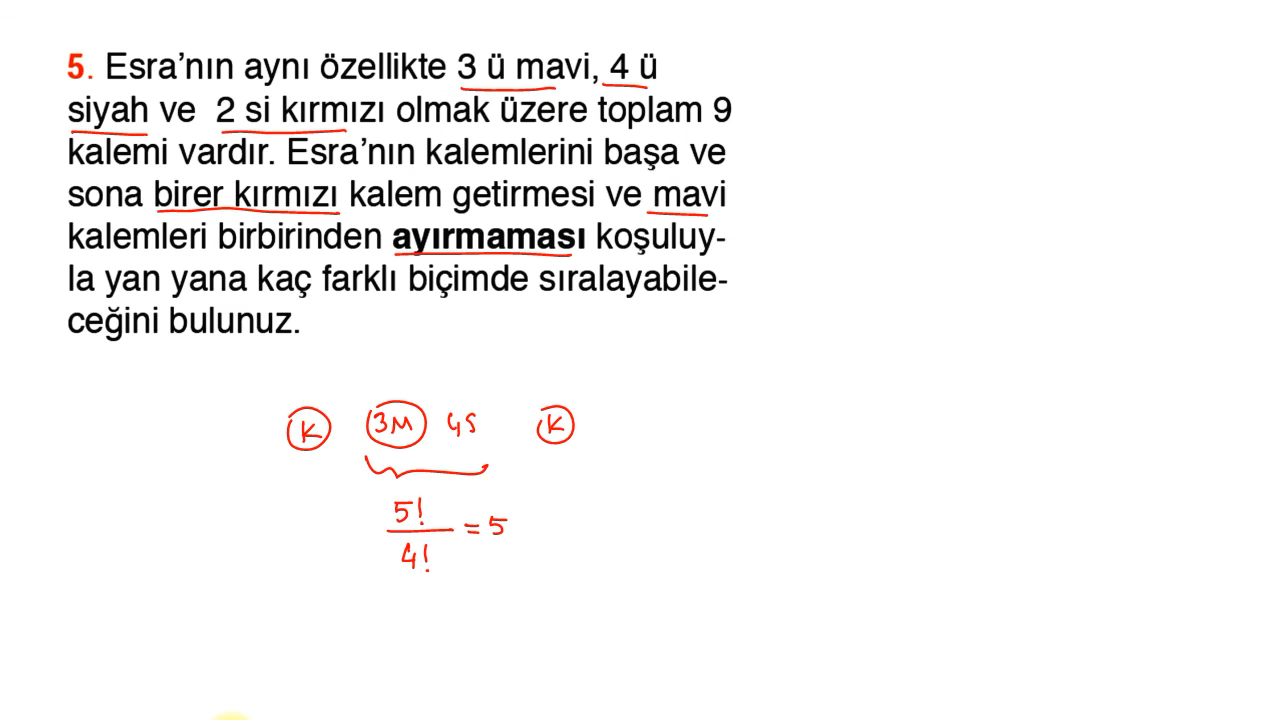 5. Esra’nın aynı özellikte 3 ü mavi, 4 ü
siyah ve 2 si kırmızı olmak üzere toplam 9
kalemi vardır. Esra’nın kalemlerini başa ve
sona birer kırmızı kalem getirmesi ve mavi
kalemleri birbirinden ayırmaması koşuluy-
la yan yana kaç farklı biçimde sıralayabile-
ceğini bulunuz.
K 3M 4S K
5!
= 5
4!